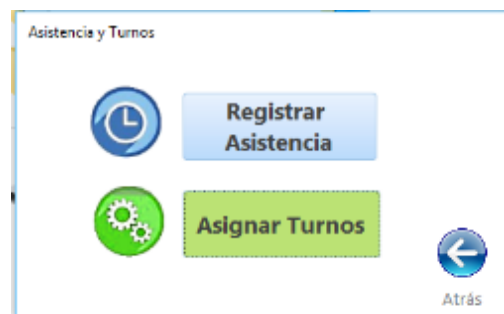 Asistencia y Turnos
Registrar
Asistencia
Asignar Turnos
Atrás